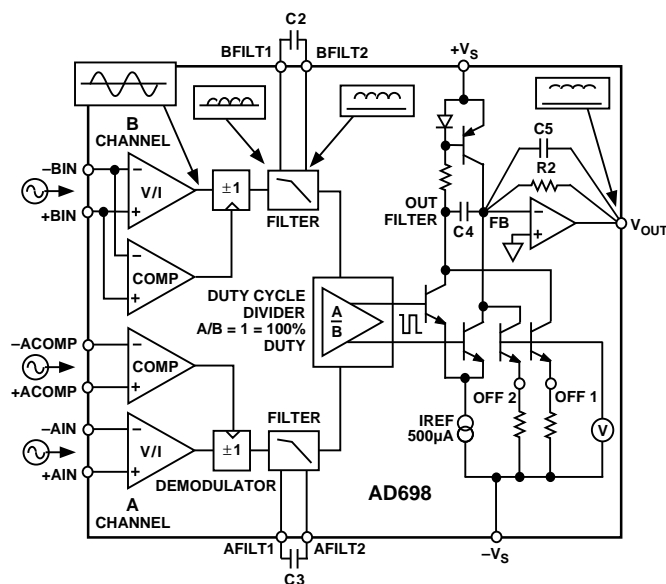 C2
BFILT1
BFILT2
+VS
B
CHANNEL
C5
R2
–BIN
+BIN
V/I
±1
FILTER
OUT
FILTER
C4
FB
VOUT
COMP
DUTY CYCLE
DIVIDER
A/B = 1 = 100%
DUTY
A
B
–ACOMP
+ACOMP
COMP
–AIN
+AIN
V/I
±1
FILTER
DEMODULATOR
A
CHANNEL
IREF
500µA
OFF 2
OFF 1
V
AD698
AFILT1
AFILT2
C3
–VS